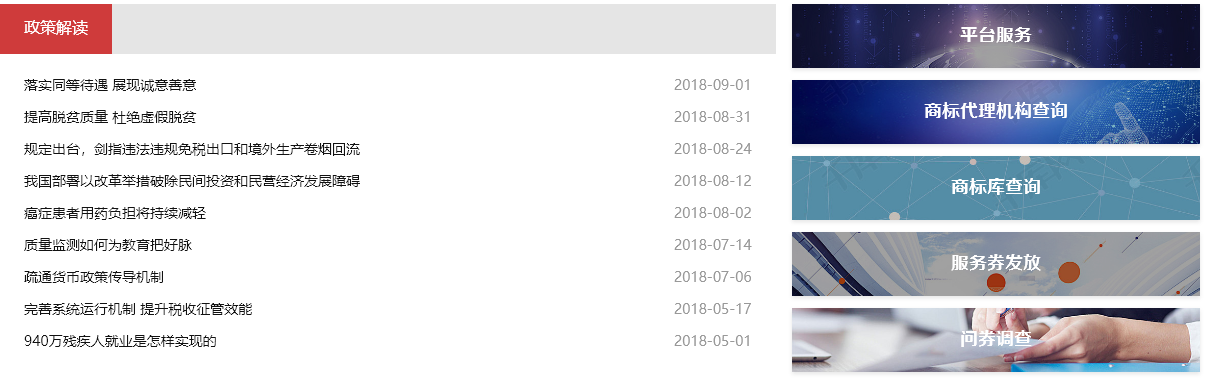 政策解读
落实同等待遇 展现诚意善意 2018-09-01
提高脱贫质量 杜绝虚假脱贫 2018-08-31
规定出台，剑指违法违规免税出口和境外生产卷烟回流 2018-08-24
我国部署以改革举措破除民间投资和民营经济发展障碍 2018-08-12
癌症患者用药负担将持续减轻 2018-08-02
质量监测如何为教育把好脉 2018-07-14
疏通货币政策传导机制 2018-07-06
完善系统运行机制 提升税收征管效能 2018-05-17
940万残疾人就业是怎样实现的 2018-05-01
平台服务
商标代理机构查询
商标库查询
服务券发放
问券调查